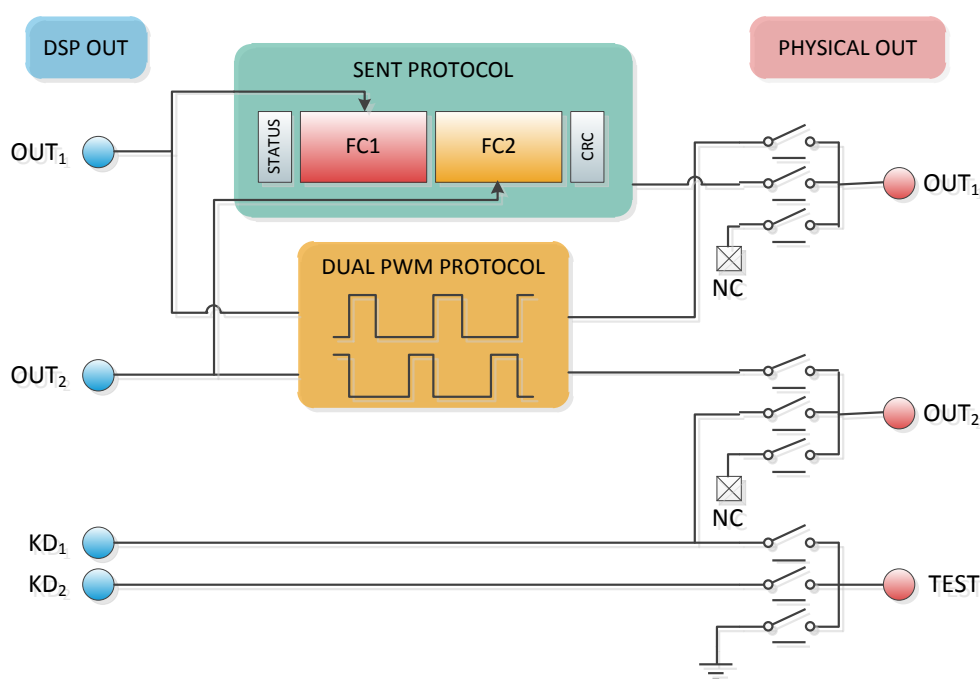 DSP OUT
SENT PROTOCOL
PHYSICAL OUT
STATUS
FC1
FC2
CRC
OUT₁
OUT₁
DUAL PWM PROTOCOL
NC
OUT₂
OUT₂
NC
KD₁
KD₂
TEST